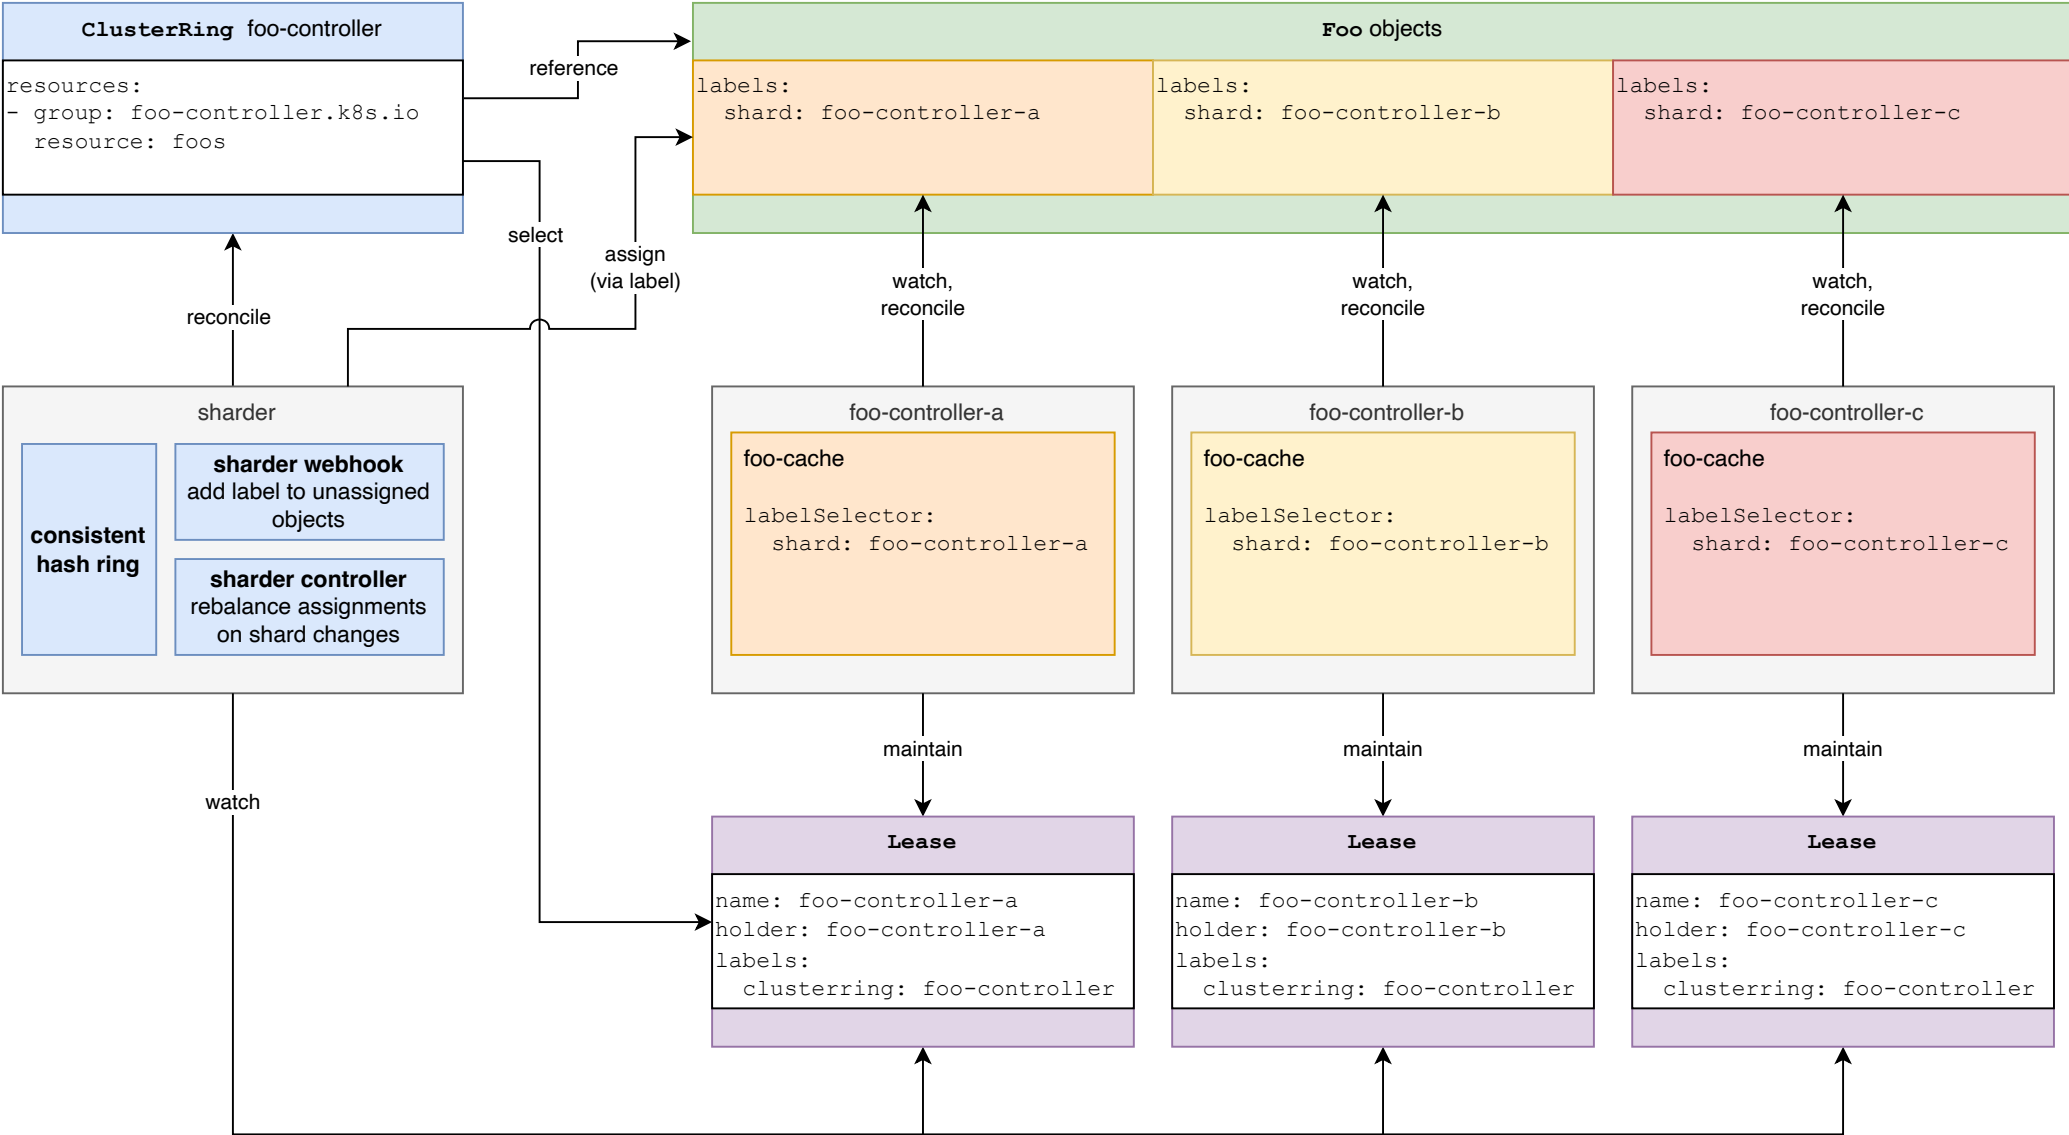 ClusterRing foo-controller
resources:
- group: foo-controller.k8s.io
  resource: foos
reference
select
assign
(via label)
reconcile
Foo objects
labels:
  shard: foo-controller-a
labels:
  shard: foo-controller-b
labels:
  shard: foo-controller-c
watch,
reconcile
watch,
reconcile
watch,
reconcile
sharder
consistent
hash ring
sharder webhook
add label to unassigned
objects
sharder controller
rebalance assignments
on shard changes
foo-controller-a
foo-cache
labelSelector:
  shard: foo-controller-a
foo-controller-b
foo-cache
labelSelector:
  shard: foo-controller-b
foo-controller-c
foo-cache
labelSelector:
  shard: foo-controller-c
watch
maintain
maintain
maintain
Lease
name: foo-controller-a
holder: foo-controller-a
labels:
  clusterring: foo-controller
Lease
name: foo-controller-b
holder: foo-controller-b
labels:
  clusterring: foo-controller
Lease
name: foo-controller-c
holder: foo-controller-c
labels:
  clusterring: foo-controller